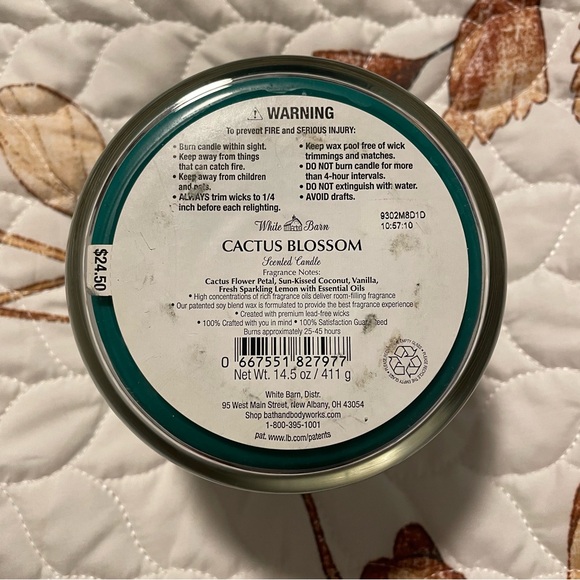 ⚠ WARNING
To prevent FIRE and SERIOUS INJURY:
• Burn candle within sight.
• Keep away from things
that can catch fire.
• Keep away from children
and pets.
• ALWAYS trim wicks to 1/4
inch before each relighting.
• Keep wax pool free of wick
trimmings and matches.
• DO NOT burn candle for more
than 4-hour intervals.
• DO NOT extinguish with water.
• AVOID drafts.
White Barn
9302M8D1D
10:57:10
CACTUS BLOSSOM
Scented Candle
Fragrance Notes:
Cactus Flower Petal, Sun-Kissed Coconut, Vanilla,
Fresh Sparkling Lemon with Essential Oils
• High concentrations of rich fragrance oils deliver room-filling fragrance
• Our patented soy blend wax is formulated to provide the best fragrance experience
• Created with premium lead-free wicks
• 100% Crafted with you in mind • 100% Satisfaction Guaranteed
Burns approximately 25-45 hours
$24.50
0 667551 827977
Net Wt. 14.5 oz / 411 g
White Barn, Distr.
95 West Main Street, New Albany, OH 43054
Shop bathandbodyworks.com
1-800-395-1001
pat. www.lb.com/patents